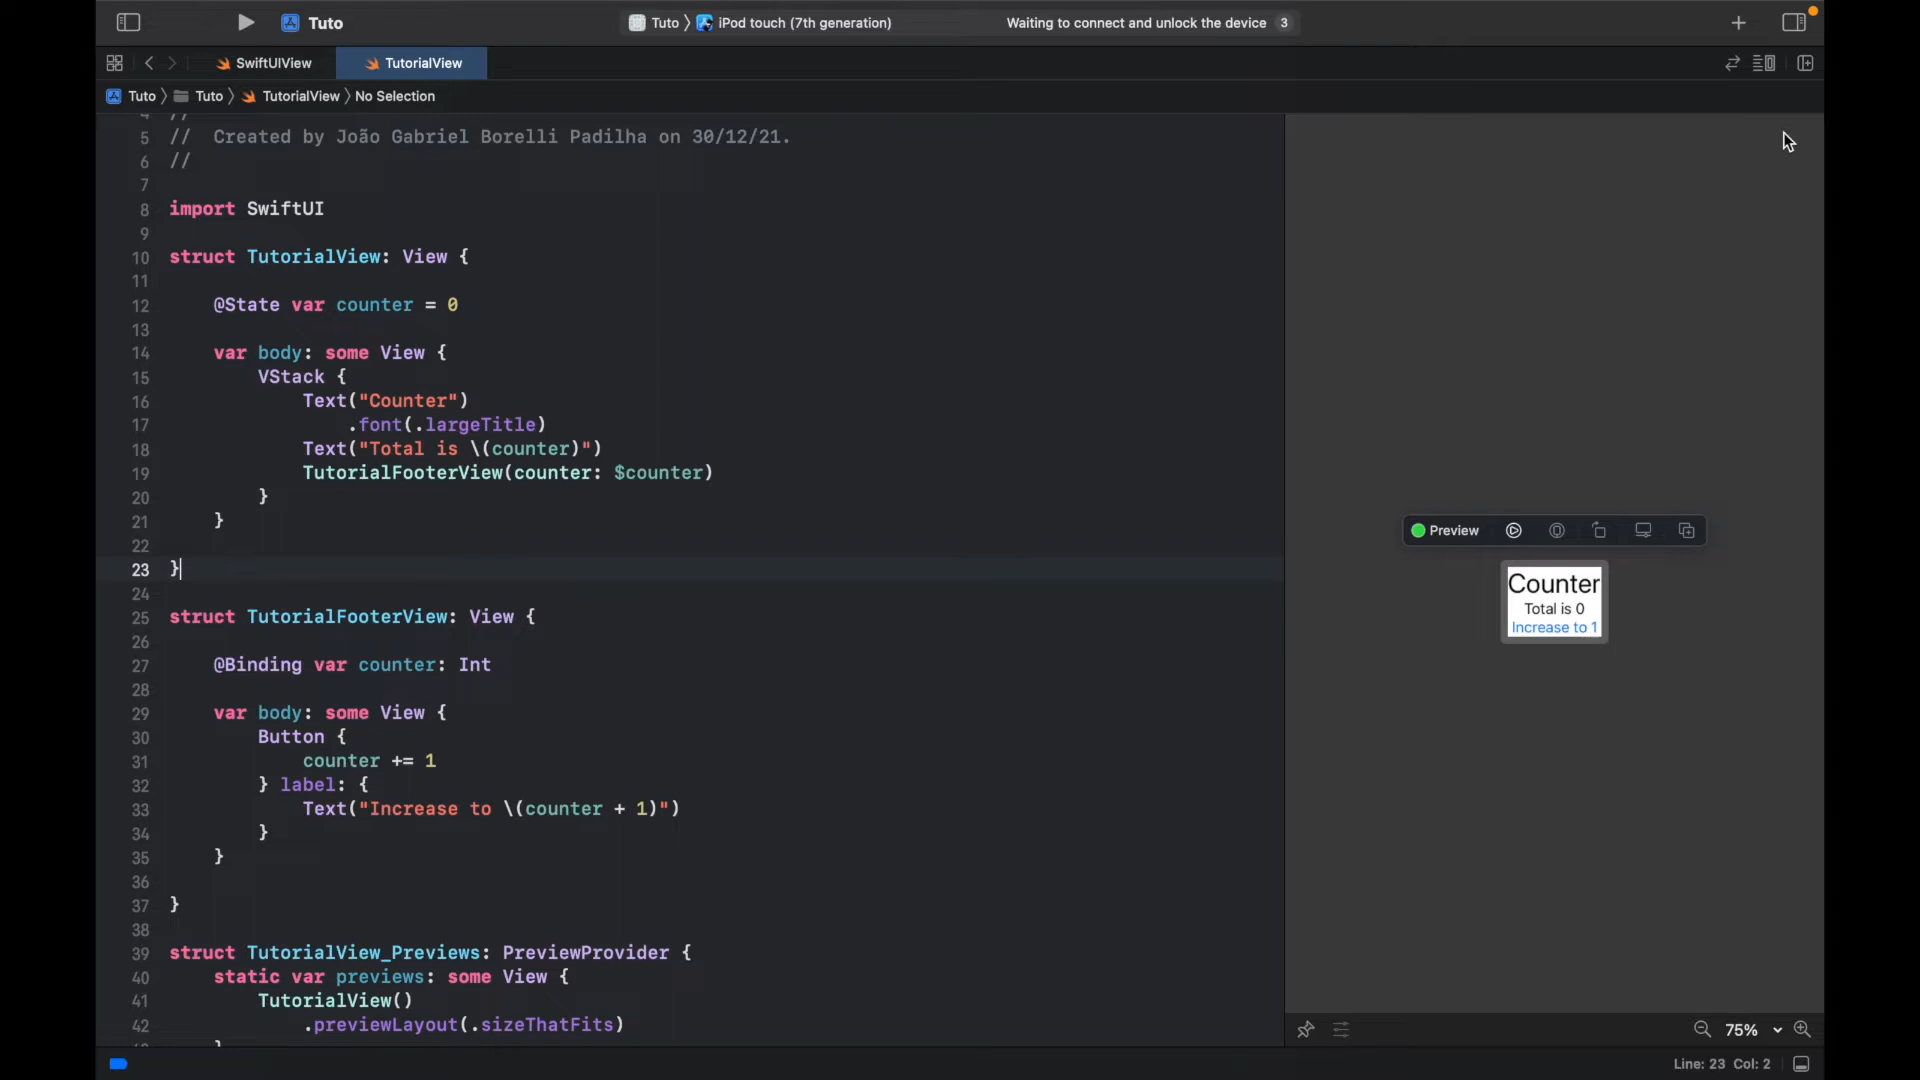 Tuto
Tuto 〉 iPod touch (7th generation)
Waiting to connect and unlock the device 3
SwiftUIView
TutorialView
Tuto 〉 Tuto 〉 TutorialView 〉 No Selection
4 //
5 //  Created by João Gabriel Borelli Padilha on 30/12/21.
6 //
7
8 import SwiftUI
9
10 struct TutorialView: View {
11
12     @State var counter = 0
13
14     var body: some View {
15         VStack {
16             Text("Counter")
17                 .font(.largeTitle)
18             Text("Total is \(counter)")
19             TutorialFooterView(counter: $counter)
20         }
21     }
22
23 }
24
25 struct TutorialFooterView: View {
26
27     @Binding var counter: Int
28
29     var body: some View {
30         Button {
31             counter += 1
32         } label: {
33             Text("Increase to \(counter + 1)")
34         }
35     }
36
37 }
38
39 struct TutorialView_Previews: PreviewProvider {
40     static var previews: some View {
41         TutorialView()
42             .previewLayout(.sizeThatFits)
Preview
Counter
Total is 0
Increase to 1
75%
Line: 23 Col: 2